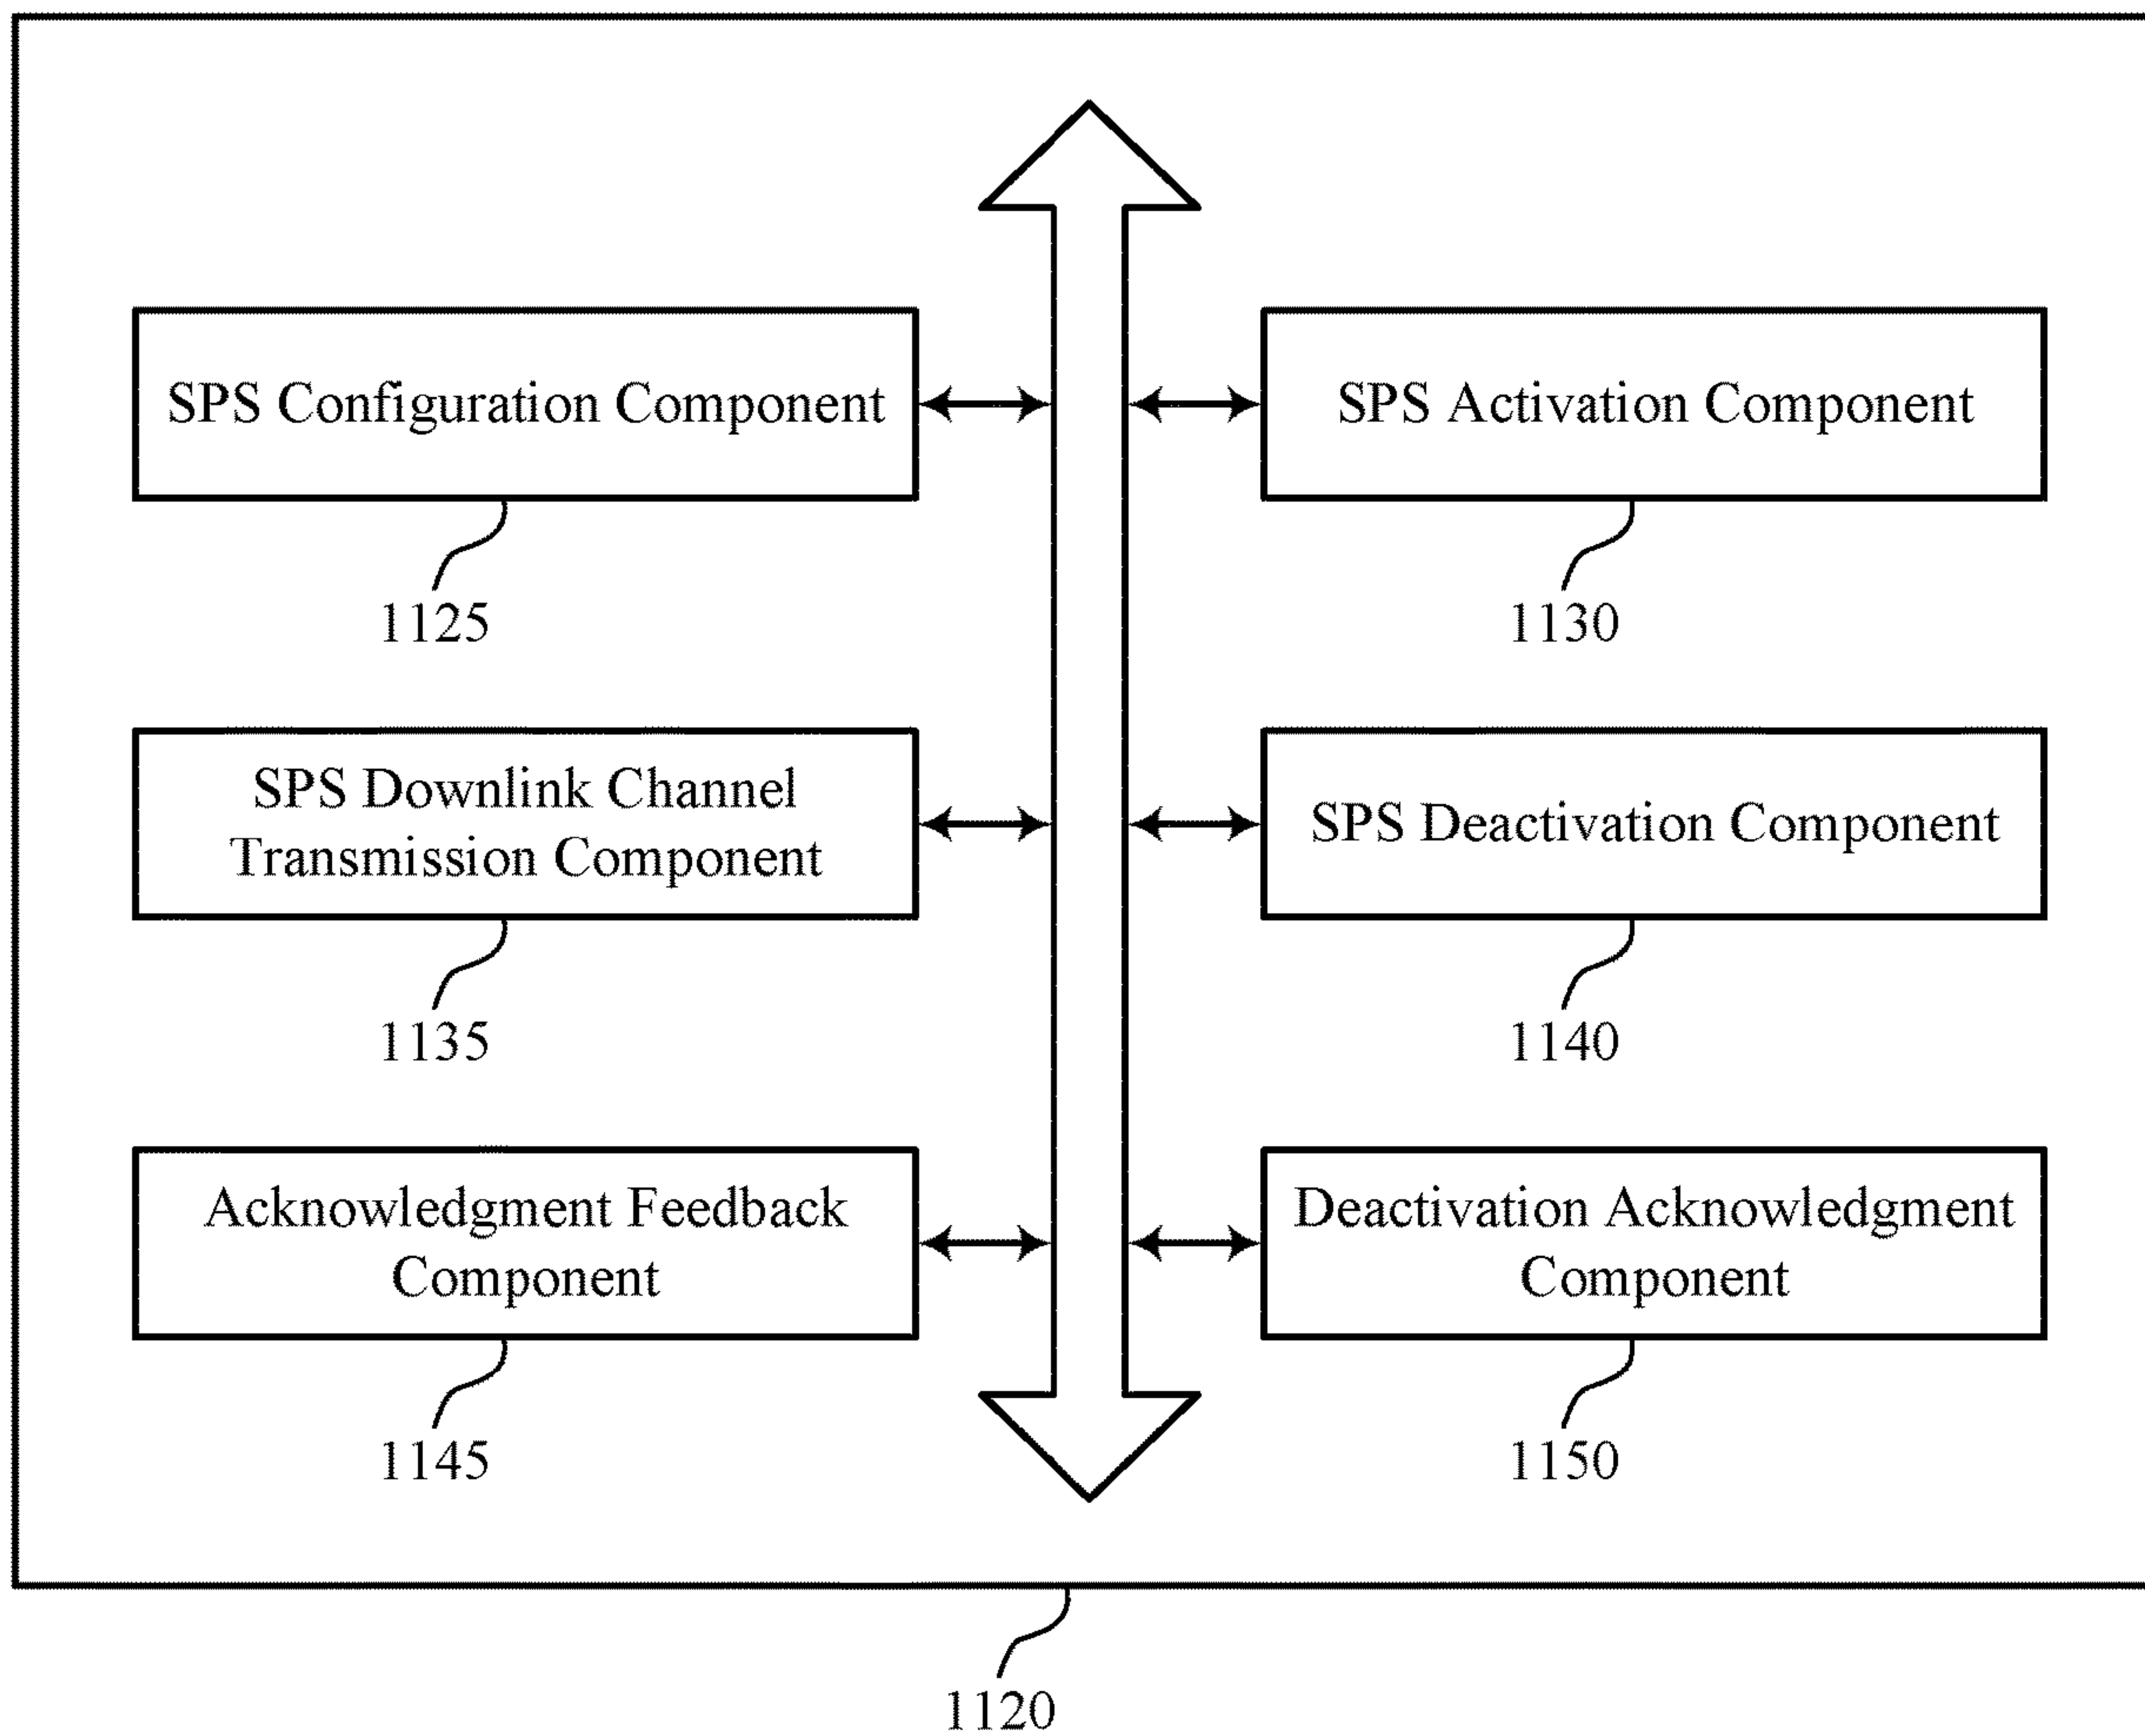 SPS Configuration Component
SPS Activation Component
1125
1130
SPS Downlink Channel
Transmission Component
SPS Deactivation Component
1135
1140
Acknowledgment Feedback
Component
Deactivation Acknowledgment
Component
1145
1150
1120